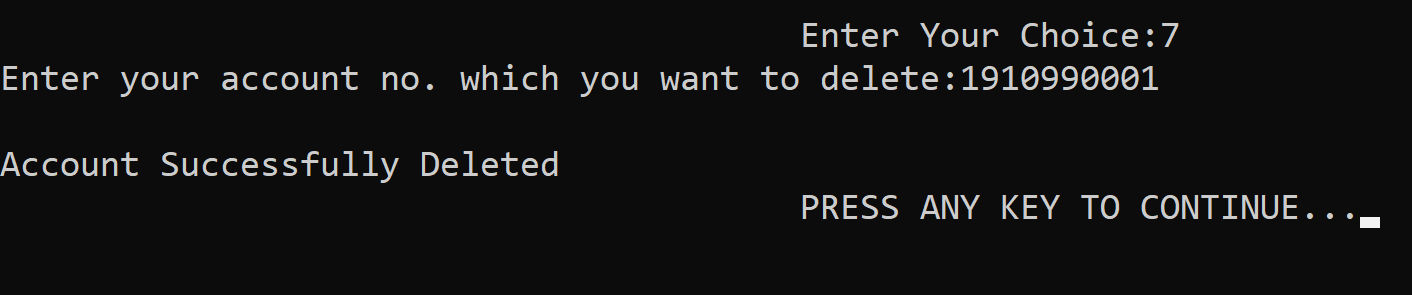 Enter Your Choice:7
Enter your account no. which you want to delete:1910990001
Account Successfully Deleted
PRESS ANY KEY TO CONTINUE...